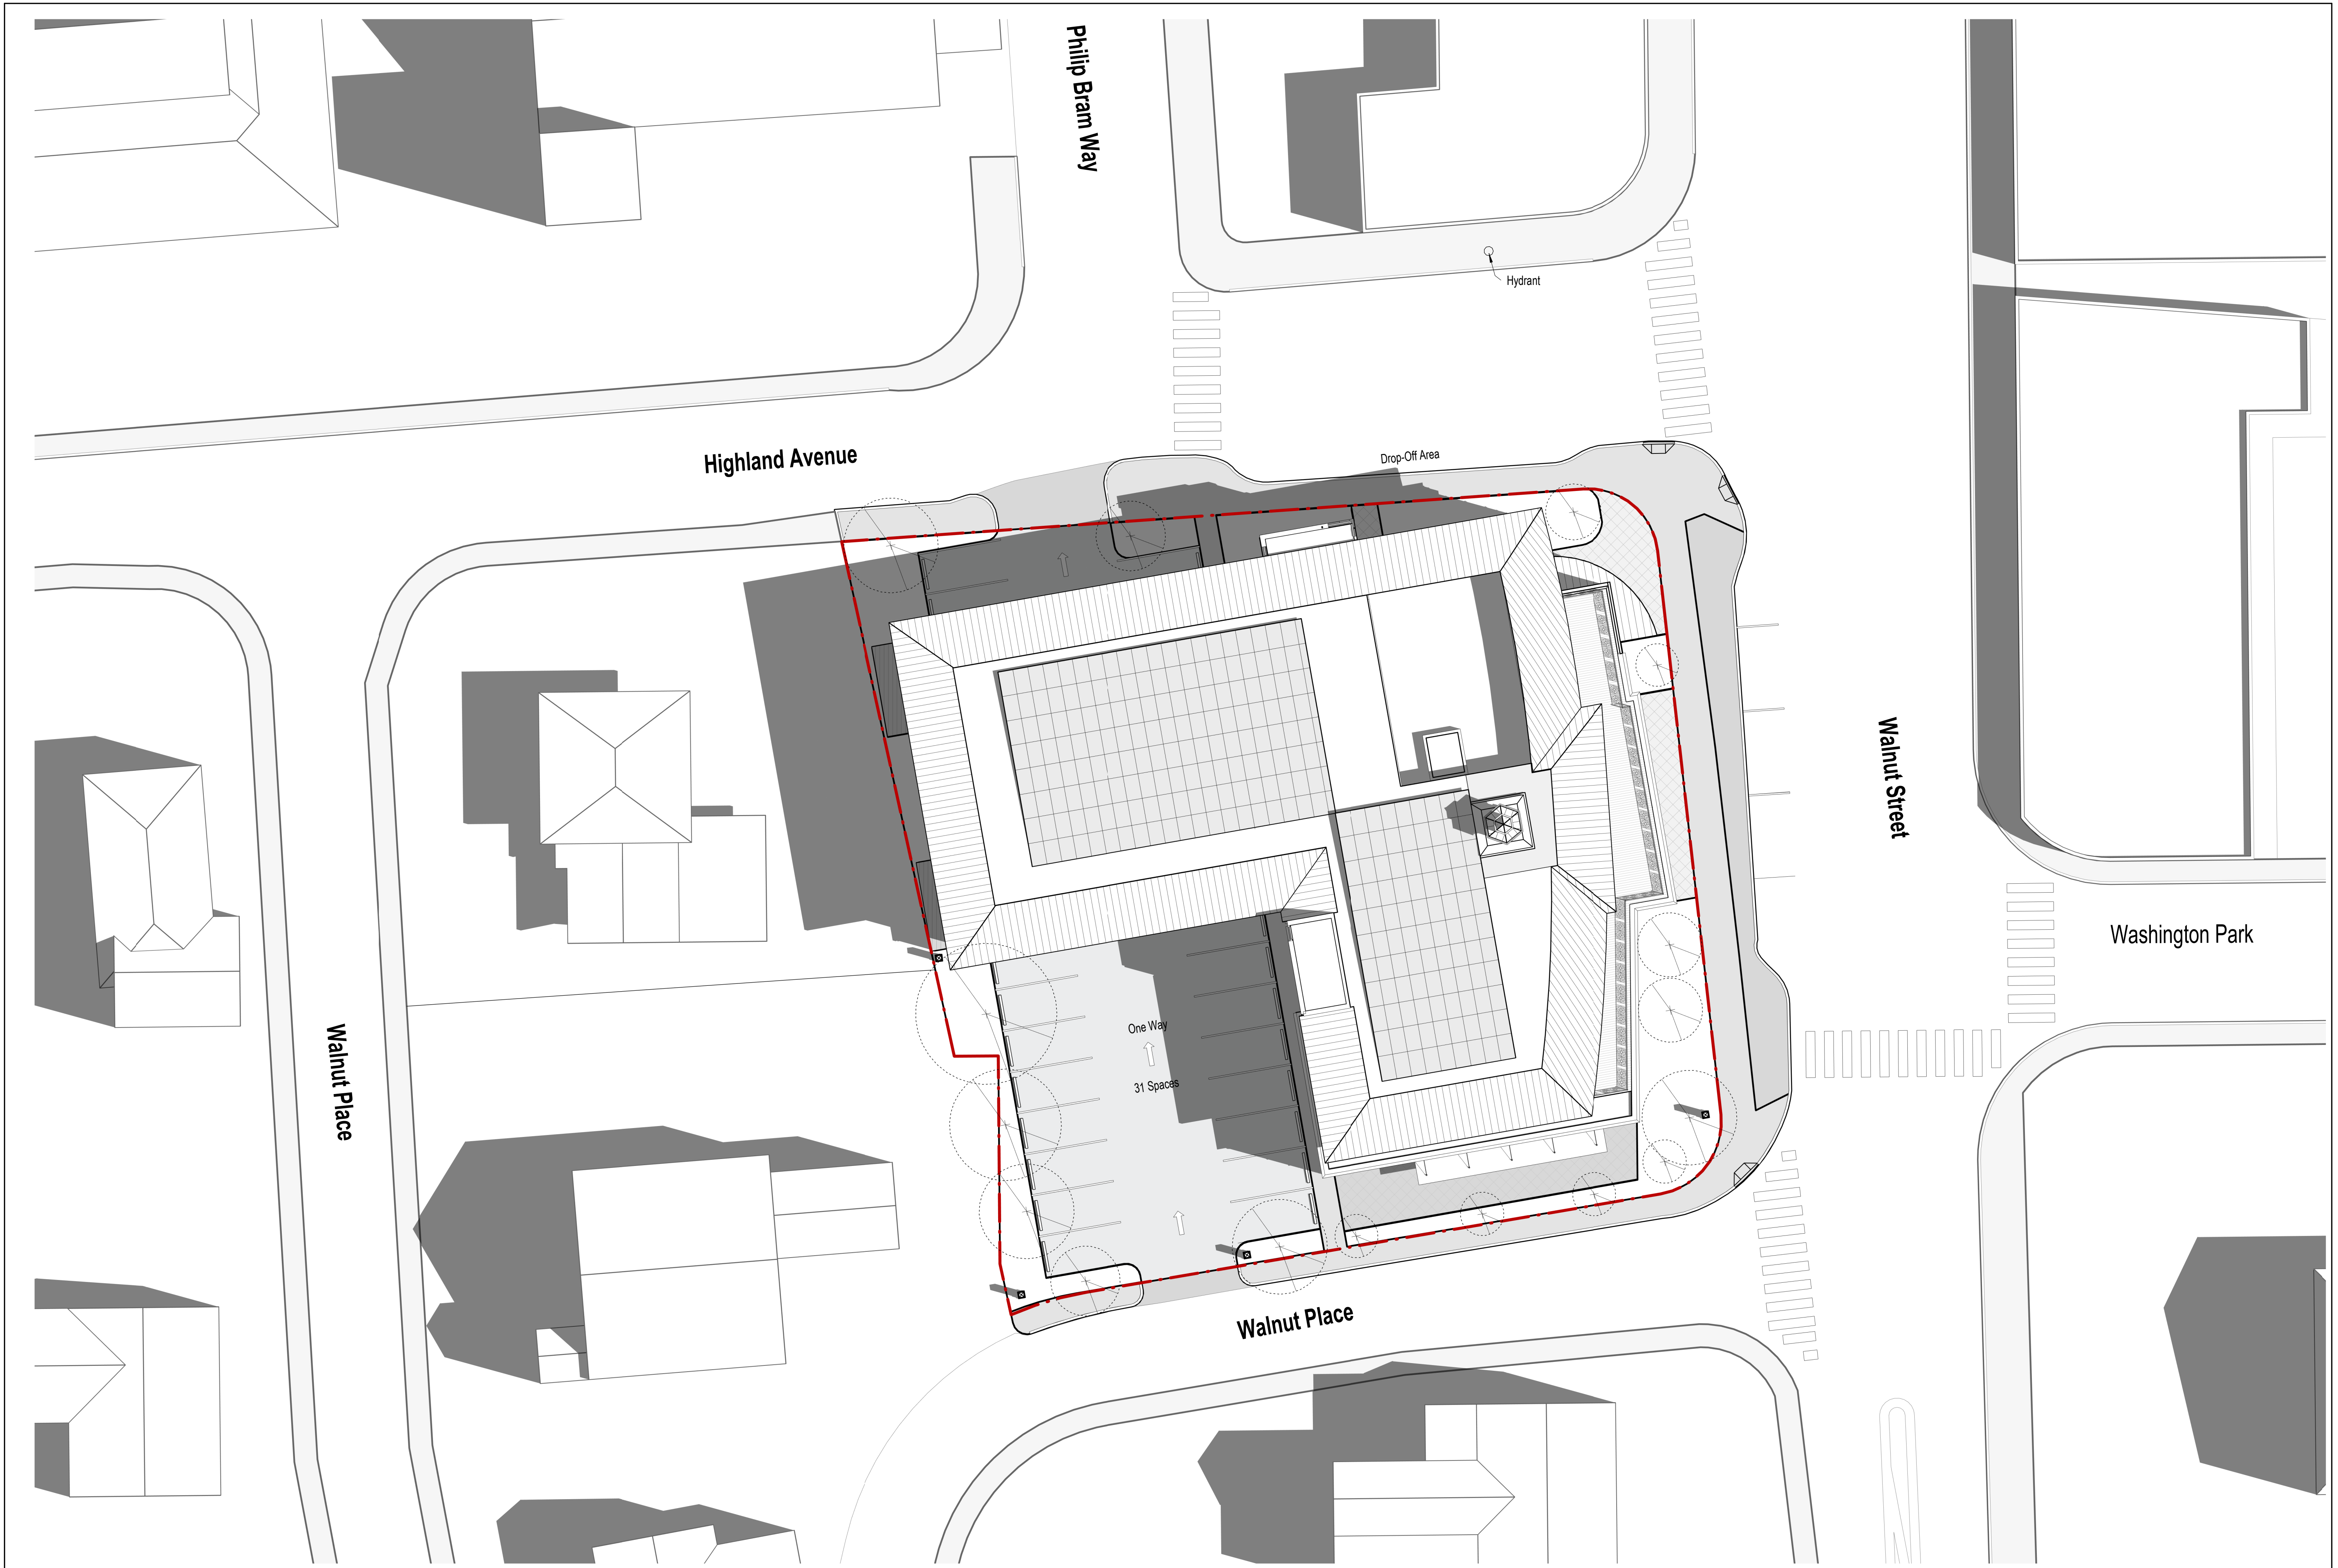 Philip Bram Way
Hydrant
Highland Avenue
Drop-Off Area
Walnut Street
Washington Park
One Way
31 Spaces
Walnut Place
Walnut Place